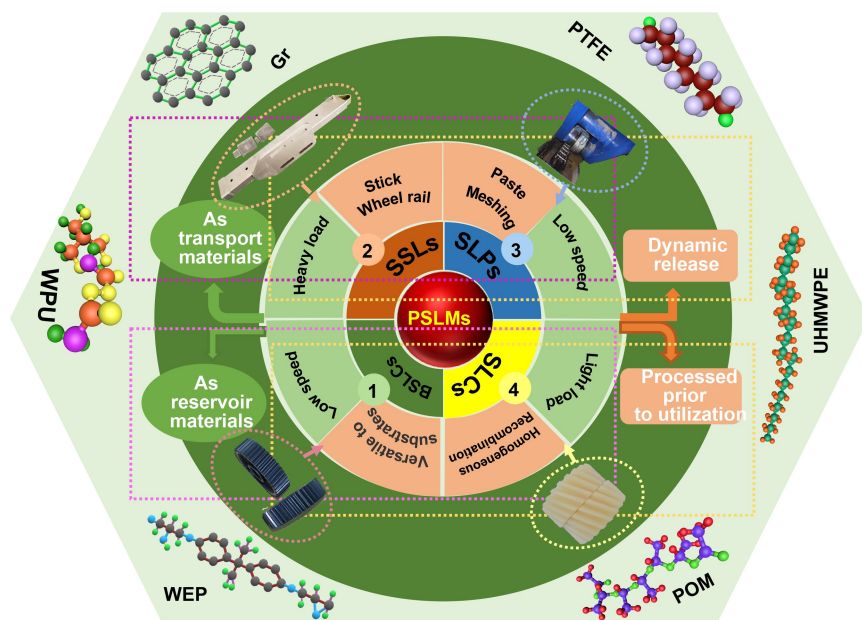 Gr
PTFE
Stick
Wheel rail
Paste
Meshing
As
transport
materials
Heavy load
2
SSLs
SLPs
3
Low speed
Dynamic
release
WPU
PSLMs
UHMWPE
As
reservoir
materials
Low speed
1
BSLCs
SLCs
4
Light load
Processed
prior
to utilization
Versatile to
substrates
Homogeneous
Recombination
WEP
POM